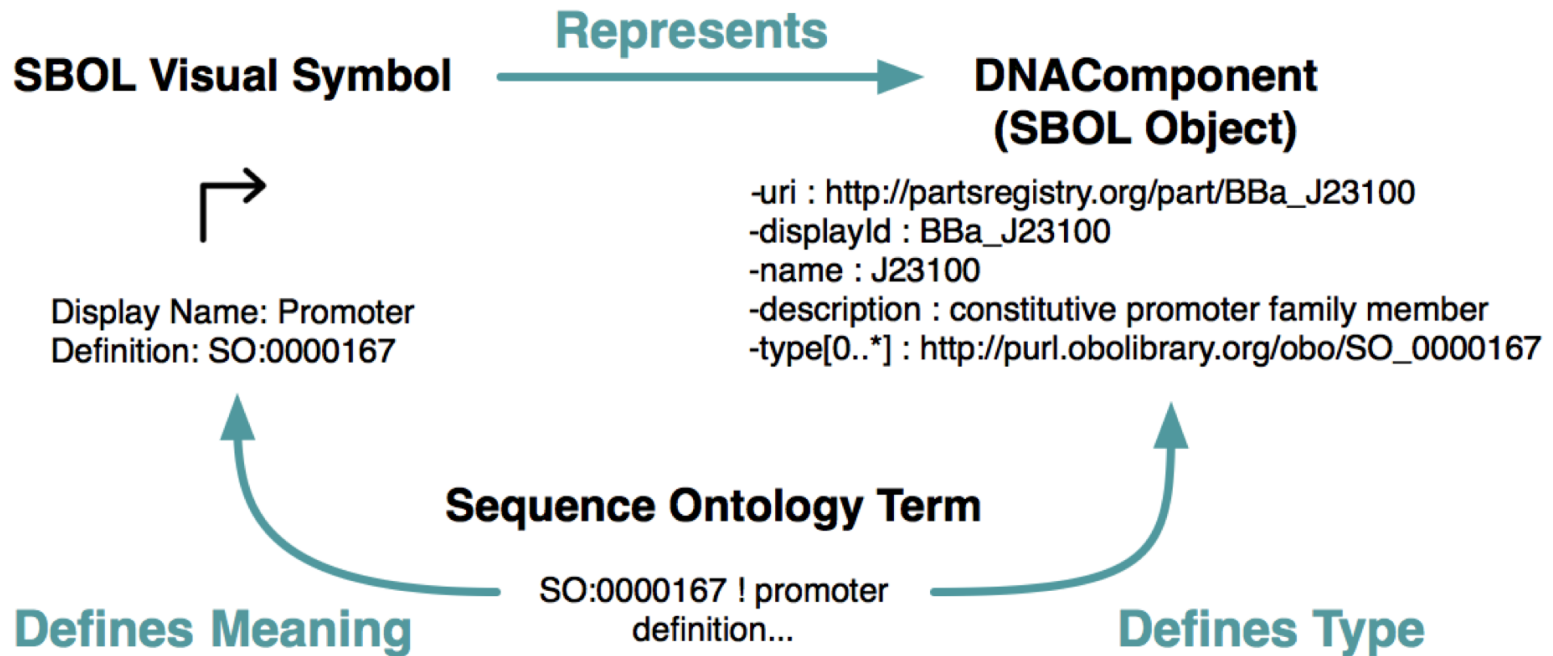 Represents
SBOL Visual Symbol
DNAComponent
(SBOL Object)
-uri : http://partsregistry.org/part/BBa_J23100
-displayId : BBa_J23100
-name : J23100
-description : constitutive promoter family member
-type[0..*] : http://purl.obolibrary.org/obo/SO_0000167
Display Name: Promoter
Definition: SO:0000167
Sequence Ontology Term
SO:0000167 ! promoter
definition...
Defines Meaning
Defines Type